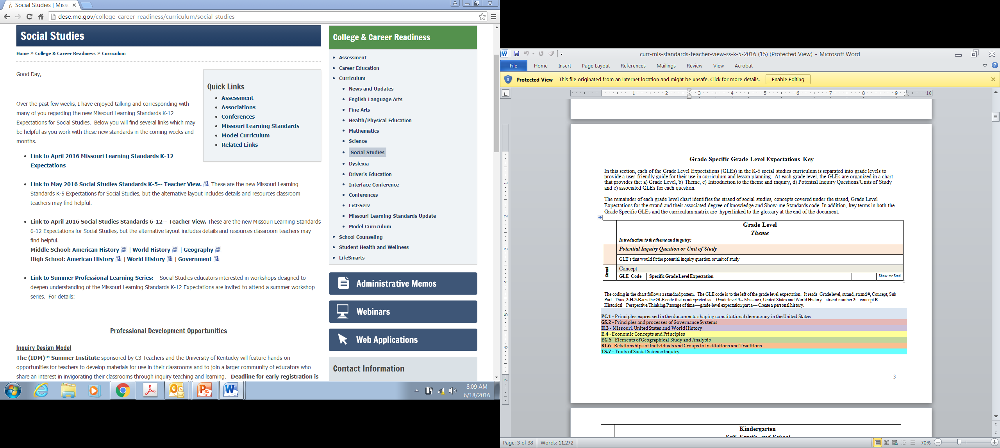 Social Studies | Miss
dese.mo.gov/college-career-readiness/curriculum/social-studies
Social Studies
Home » College & Career Readiness » Curriculum
Good Day,
Over the past few weeks, I have enjoyed talking and corresponding with
many of you regarding the new Missouri Learning Standards K-12
Expectations for Social Studies.  Below you will find several links which may
be helpful as you work with these new standards in the coming weeks and
months.
Quick Links
• Assessment
• Associations
• Conferences
• Missouri Learning Standards
• Model Curriculum
• Related Links
• Link to April 2016 Missouri Learning Standards K-12
Expectations
• Link to May 2016 Social Studies Standards K-5-- Teacher View. These are the new Missouri Learning
Standards K-5 Expectations for Social Studies, but the alternative layout includes details and resources classroom
teachers may find helpful.
• Link to April 2016 Social Studies Standards 6-12-- Teacher View. These are the new Missouri Learning Standards
6-12 Expectations for Social Studies, but the alternative layout includes details and resources classroom teachers may
find helpful.
Middle School: American History | World History | Geography
High School: American History | World History | Government
• Link to Summer Professional Learning Series: Social Studies educators interested in workshops designed to
deepen understanding of the Missouri Learning Standards K-12 Expectations are invited to attend a summer workshop
series.  For details:
Professional Development Opportunities
Inquiry Design Model
The (IDM)™ Summer Institute sponsored by C3 Teachers and the University of Kentucky will feature hands-on
opportunities for teachers to develop materials for use in their classrooms and to join a larger community of educators who
share an interest in invigorating their classrooms through inquiry teaching and learning.   Deadline for early registration is
College & Career Readiness
• Assessment
• Career Education
• Curriculum
• News and Updates
• English Language Arts
• Fine Arts
• Health/Physical Education
• Mathematics
• Science
• Social Studies
• Dyslexia
• Driver's Education
• Interface Conference
• Conferences
• List-Serv
• Missouri Learning Standards Update
• Model Curriculum
• School Counseling
• Student Health and Wellness
• LifeSmarts
Administrative Memos
Webinars
Web Applications
Contact Information
8:09 AM
6/18/2016
curr-mls-standards-teacher-view-ss-k-5-2016 (15) (Protected View) - Microsoft Word
File Home Insert Page Layout References Mailings Review View Acrobat
Protected View This file originated from an Internet location and might be unsafe. Click for more details. Enable Editing
1 2 3 4 5 6 7 8 9 10
1
2
3
4
5
6
7
Grade Specific Grade Level Expectations Key
In this section, each of the Grade Level Expectations (GLEs) in the K-5 social studies curriculum is separated into grade levels to
provide a user-friendly guide for their use in curriculum and lesson planning.  At each grade level, the GLEs are organized in a chart
that provides the: a) Grade Level, b) Theme, c) Introduction to the theme and inquiry, d) Potential Inquiry Questions/Units of Study
and e) associated GLEs for each question.
The remainder of each grade level chart identifies the strand of social studies, concepts covered under the strand, Grade Level
Expectations for the strand and their associated degree of knowledge and Show-me Standards code. In addition, key terms in both the
Grade Specific GLEs and the curriculum matrix are hyperlinked to the glossary at the end of the document.
Grade Level
Theme
Introduction to the theme and inquiry:
Potential Inquiry Question or Unit of Study
GLE's that would fit the potential inquiry question or unit of study
Strand
Concept
GLE Code Specific Grade Level Expectation Show-me Stnd
The coding in the chart follows a standard pattern.  The GLE code is to the left of the grade level expectation.  It reads  Grade level, strand, strand #, Concept, Sub
Part.  Thus, 3.H.3.B.a is the GLE code that is interpreted as—Grade level 3-- Missouri, United States and World History – strand number 3 – concept B—
Historical  Perspective/Thinking/Passage of time —grade-level expectation part a— Create a personal history.
PC.1 - Principles expressed in the documents shaping constitutional democracy in the United States
GS.2 - Principles and processes of Governance Systems
H.3 - Missouri, United States and World History
E.4 - Economic Concepts and Principles
EG.5 - Elements of Geographical Study and Analysis
RI.6 - Relationships of Individuals and Groups to Institutions and Traditions
TS.7 - Tools of Social Science Inquiry
3
Kindergarten
Self, Family, and School
Page: 3 of 38 Words: 11,272 70%